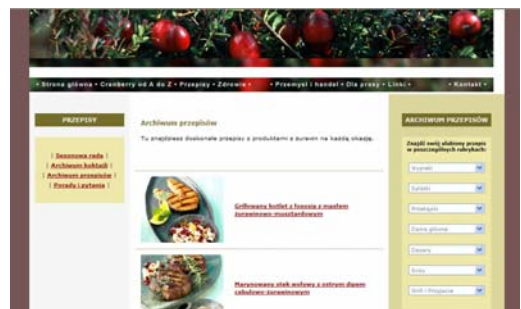 • Strona główna • Cranberry od A do Z • Przepisy • Zdrowie • • Przemysł i handel • Dla prasy • Linki • • Kontakt •
PRZEPISY
| Sezonowa rada |
| Archiwum koktajli |
| Archiwum przepisów |
| Porady i pytania |
Archiwum przepisów
Tu znajdziesz doskonałe przepisy z produktami z żurawin na każdą okazję.
Grillowany kotlet z łososia z masłem
żurawinowo-musztardowym
Marynowany stek wołowy z ostrym dipem
cebulowo-żurawinowym
ARCHIWUM PRZEPISÓW
Znajdź swój ulubiony przepis
w poszczególnych rubrykach:
Wypieki
Sałatki
Przekąski
Dania główne
Desery
Sosy
Grill i Przyjęcia